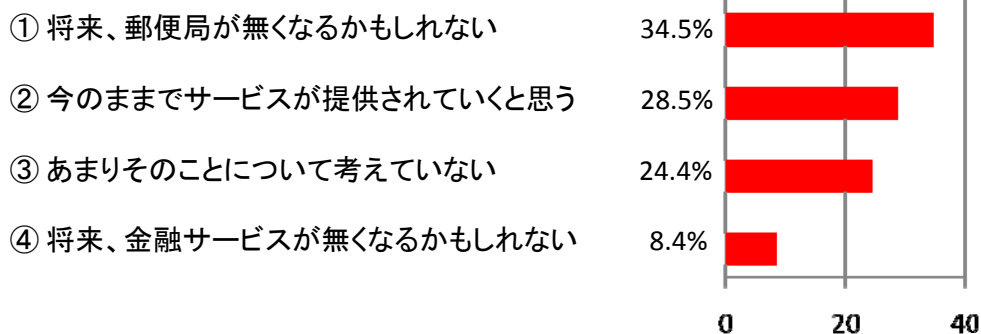 ① 将来、郵便局が無くなるかもしれない 34.5%
② 今のままでサービスが提供されていくと思う 28.5%
③ あまりそのことについて考えていない 24.4%
④ 将来、金融サービスが無くなるかもしれない 8.4%
0 20 40